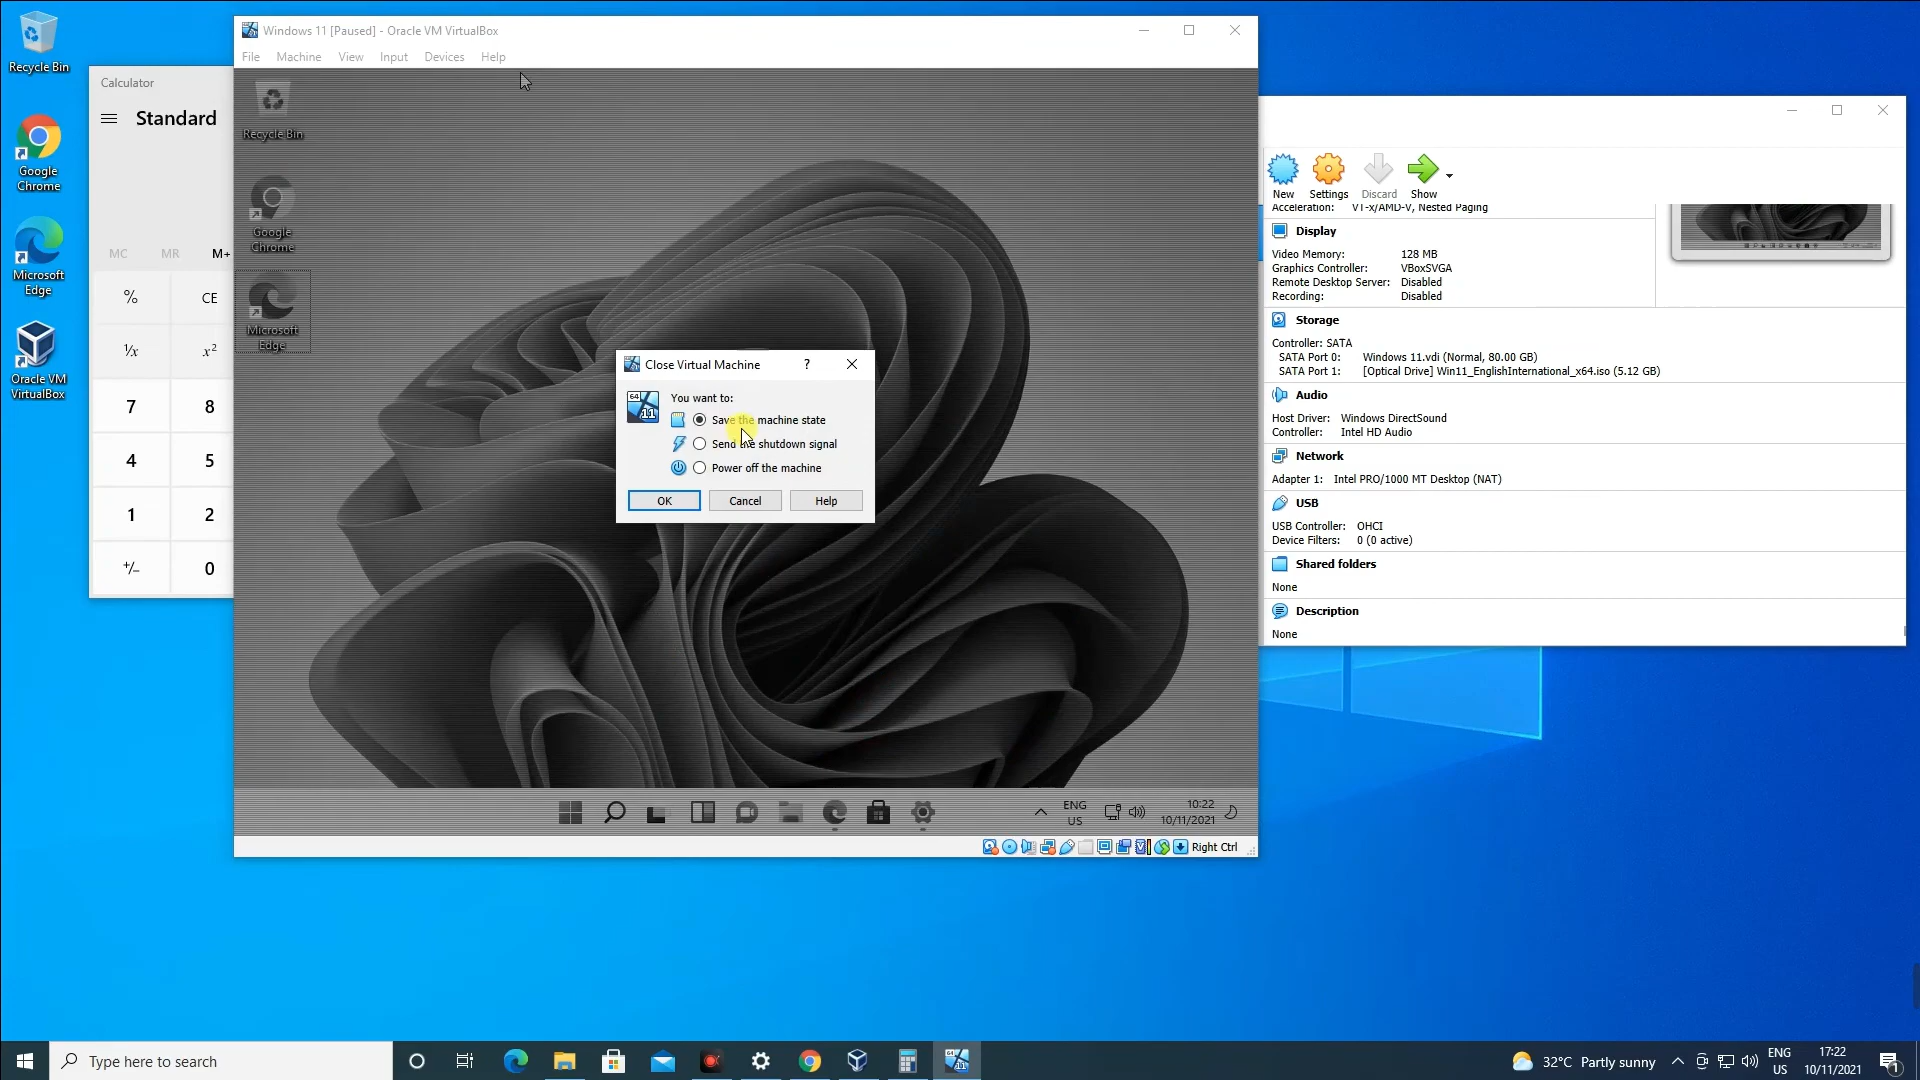 Recycle Bin
Google
Chrome
Microsoft
Edge
Oracle VM
VirtualBox
Calculator
Standard
MC MR M+
% CE
¹/x x²
7 8
4 5
1 2
⁺/₋ 0
Windows 11 [Paused] - Oracle VM VirtualBox
File Machine View Input Devices Help
Recycle Bin
Google
Chrome
Microsoft
Edge
Close Virtual Machine ?
64
11
You want to:
Save the machine state
Send the shutdown signal
Power off the machine
OK Cancel Help
ENG
US
10:22
10/11/2021
Right Ctrl
New Settings Discard Show
Acceleration: VT-x/AMD-V, Nested Paging
Display
Video Memory: 128 MB
Graphics Controller: VBoxSVGA
Remote Desktop Server: Disabled
Recording: Disabled
Storage
Controller: SATA
SATA Port 0: Windows 11.vdi (Normal, 80.00 GB)
SATA Port 1: [Optical Drive] Win11_EnglishInternational_x64.iso (5.12 GB)
Audio
Host Driver: Windows DirectSound
Controller: Intel HD Audio
Network
Adapter 1: Intel PRO/1000 MT Desktop (NAT)
USB
USB Controller: OHCI
Device Filters: 0 (0 active)
Shared folders
None
Description
None
Type here to search
32°C Partly sunny
ENG
US
17:22
10/11/2021
1